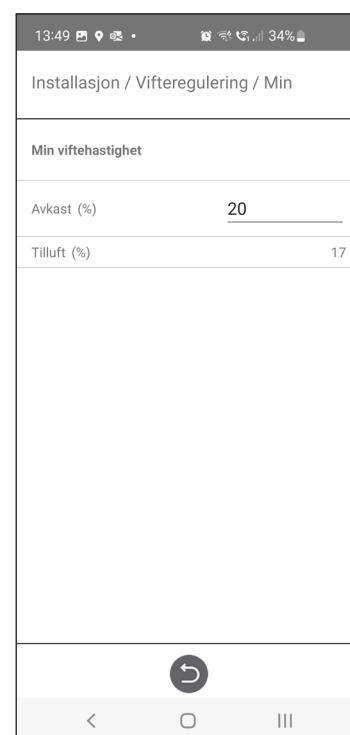 13:49 34%
Installasjon / Vifteregulering / Min
Min viftehastighet
Avkast (%) 20
Tilluft (%) 17